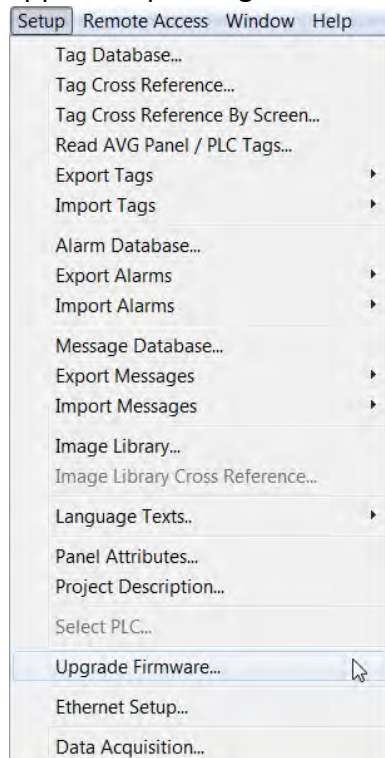 Setup Remote Access Window Help
Tag Database...
Tag Cross Reference...
Tag Cross Reference By Screen...
Read AVG Panel / PLC Tags...
Export Tags
Import Tags
Alarm Database...
Export Alarms
Import Alarms
Message Database...
Export Messages
Import Messages
Image Library...
Image Library Cross Reference...
Language Texts..
Panel Attributes...
Project Description...
Select PLC...
Upgrade Firmware...
Ethernet Setup...
Data Acquisition...